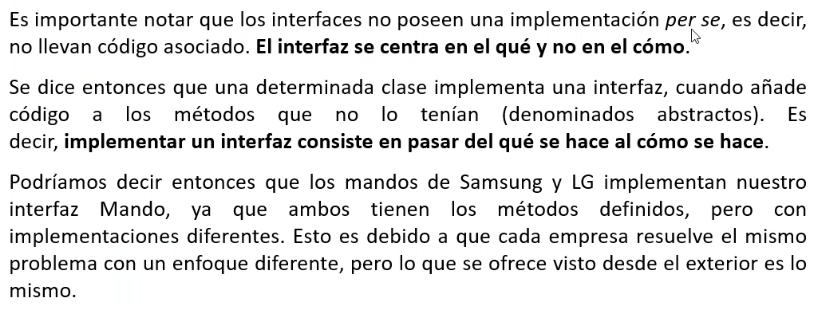 Es importante notar que los interfaces no poseen una implementación per se, es decir,
no llevan código asociado. El interfaz se centra en el qué y no en el cómo.
Se dice entonces que una determinada clase implementa una interfaz, cuando añade
código a los métodos que no lo tenían (denominados abstractos). Es
decir, implementar un interfaz consiste en pasar del qué se hace al cómo se hace.
Podríamos decir entonces que los mandos de Samsung y LG implementan nuestro
interfaz Mando, ya que ambos tienen los métodos definidos, pero con
implementaciones diferentes. Esto es debido a que cada empresa resuelve el mismo
problema con un enfoque diferente, pero lo que se ofrece visto desde el exterior es lo
mismo.